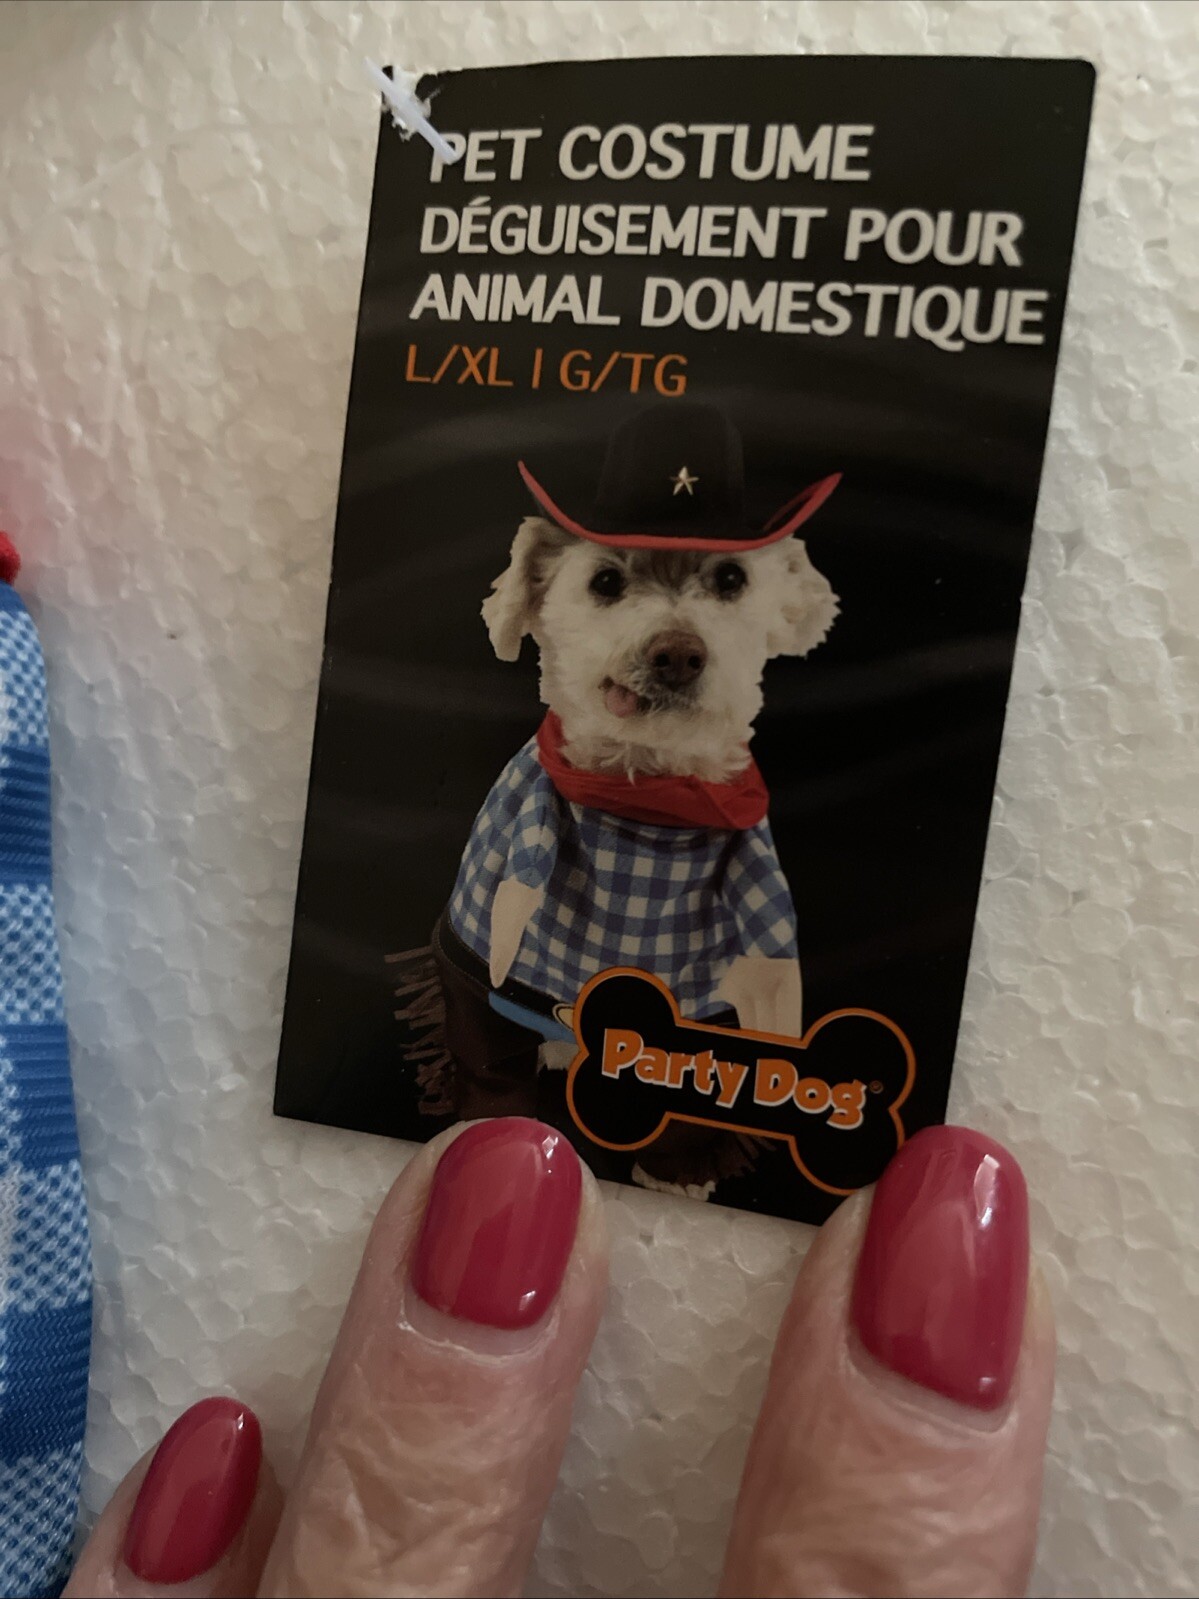 PET COSTUME
DÉGUISEMENT POUR
ANIMAL DOMESTIQUE
L/XL | G/TG
Party Dog®